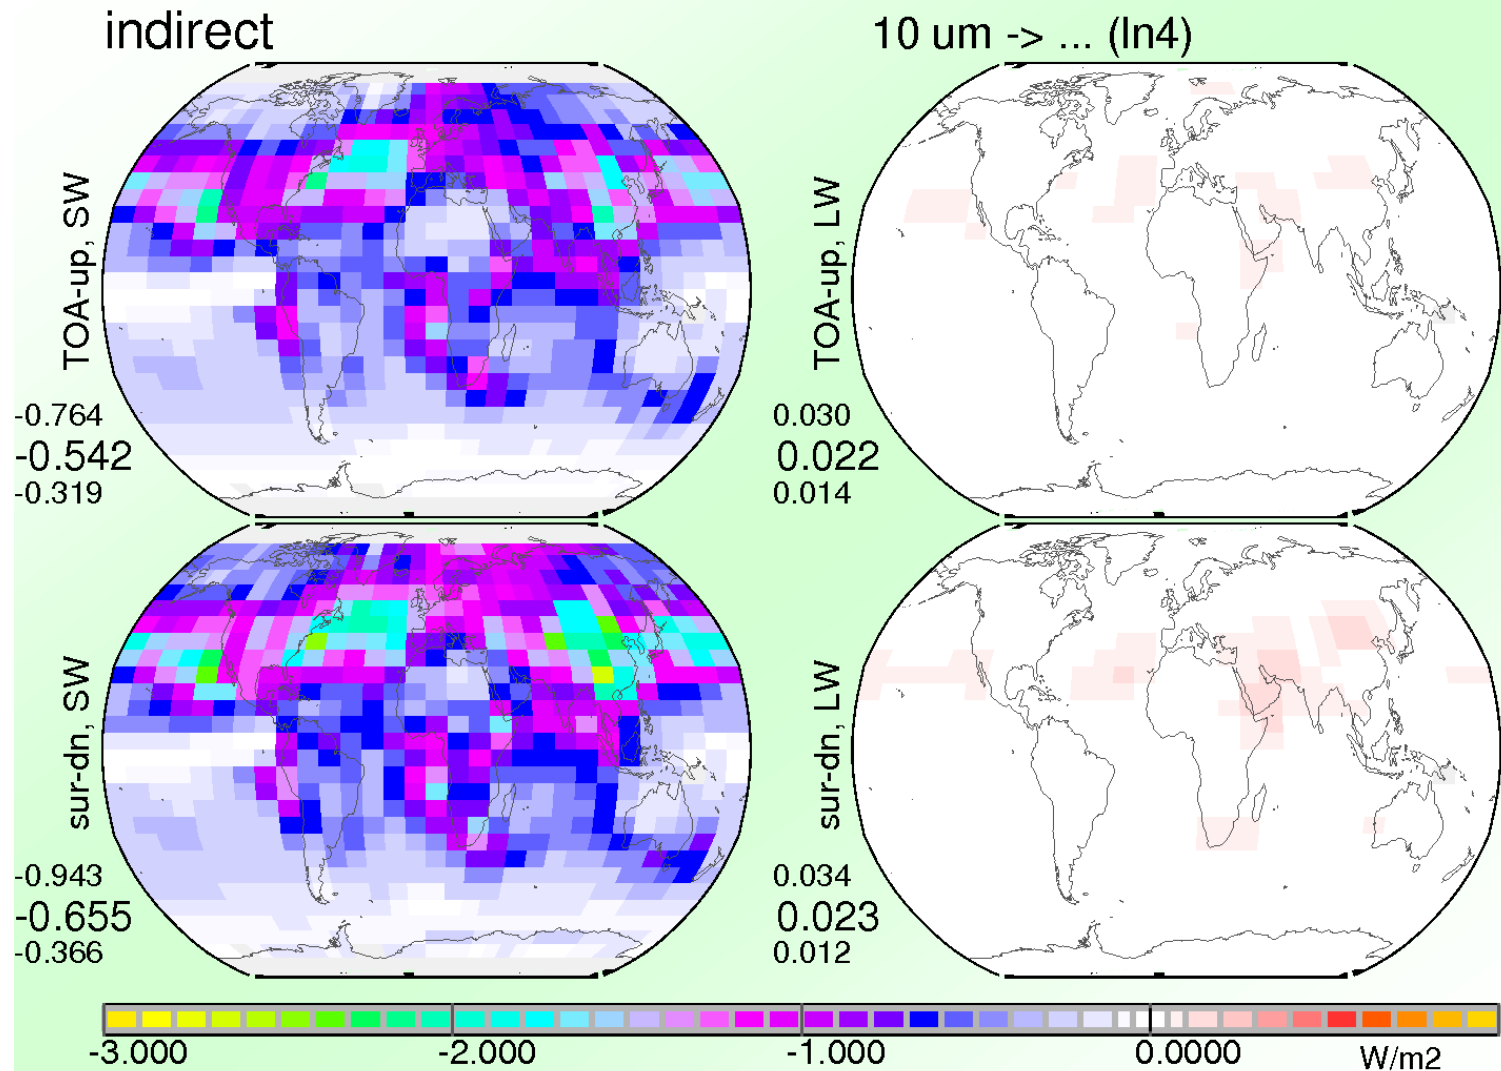 indirect
10 um -> ... (ln4)
TOA-up, SW
-0.764
-0.542
-0.319
TOA-up, LW
0.030
0.022
0.014
sur-dn, SW
-0.943
-0.655
-0.366
sur-dn, LW
0.034
0.023
0.012
-3.000 -2.000 -1.000 0.0000 W/m2